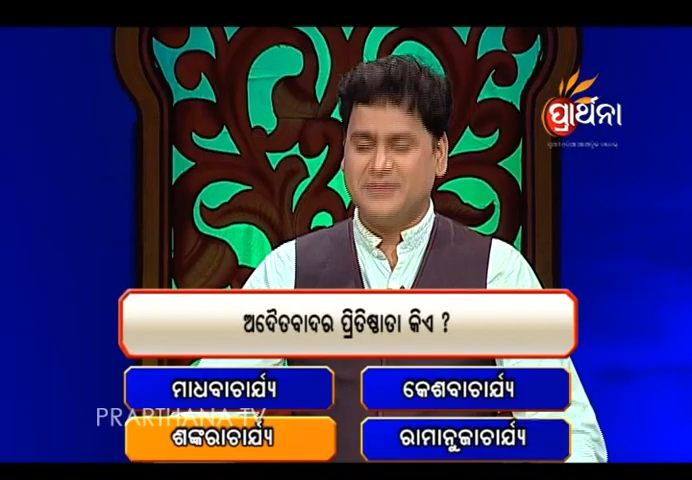 ପ୍ରାର୍ଥନା
ଅଦ୍ବୈତବାଦର ପ୍ରତିଷ୍ଠାତା କିଏ ?
ମାଧବାଚାର୍ଯ୍ୟ
କେଶବାଚାର୍ଯ୍ୟ
PRARTHANA TV
ଶଙ୍କରାଚାର୍ଯ୍ୟ
ରାମାନୁଜାଚାର୍ଯ୍ୟ